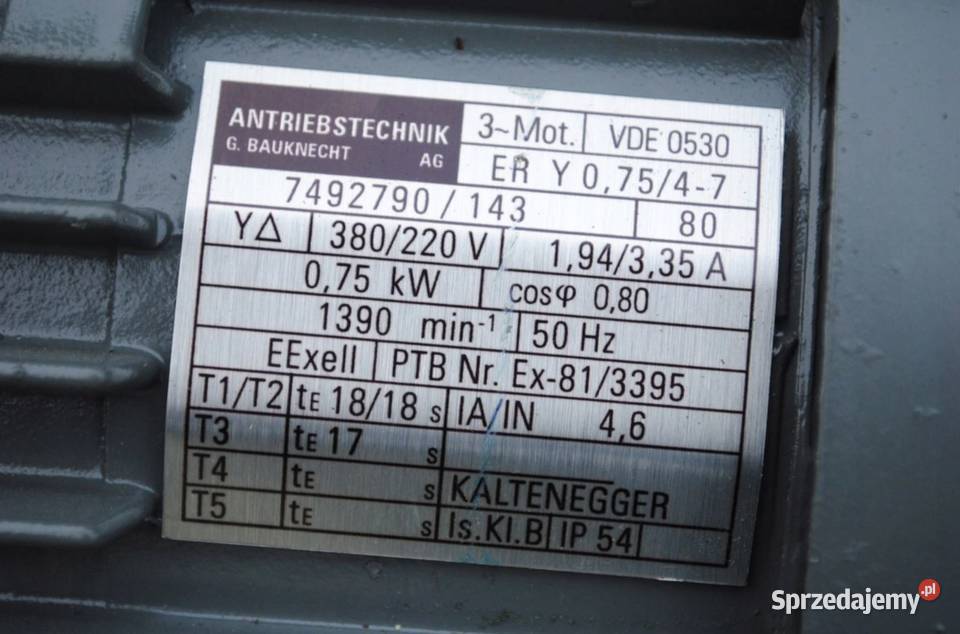 ANTRIEBSTECHNIK
G. BAUKNECHT AG
3~Mot. VDE 0530
ER Y 0,75/4-7
7492790/143 80
Y∆ 380/220 V 1,94/3,35 A
0,75 kW cosφ 0,80
1390 min⁻¹ 50 Hz
EExeII PTB Nr. Ex-81/3395
T1/T2 tE 18/18 s IA/IN 4,6
T3 tE 17 s
T4 tE s KALTENEGGER
T5 tE s Is.Kl.B IP 54
Sprzedajemy.pl